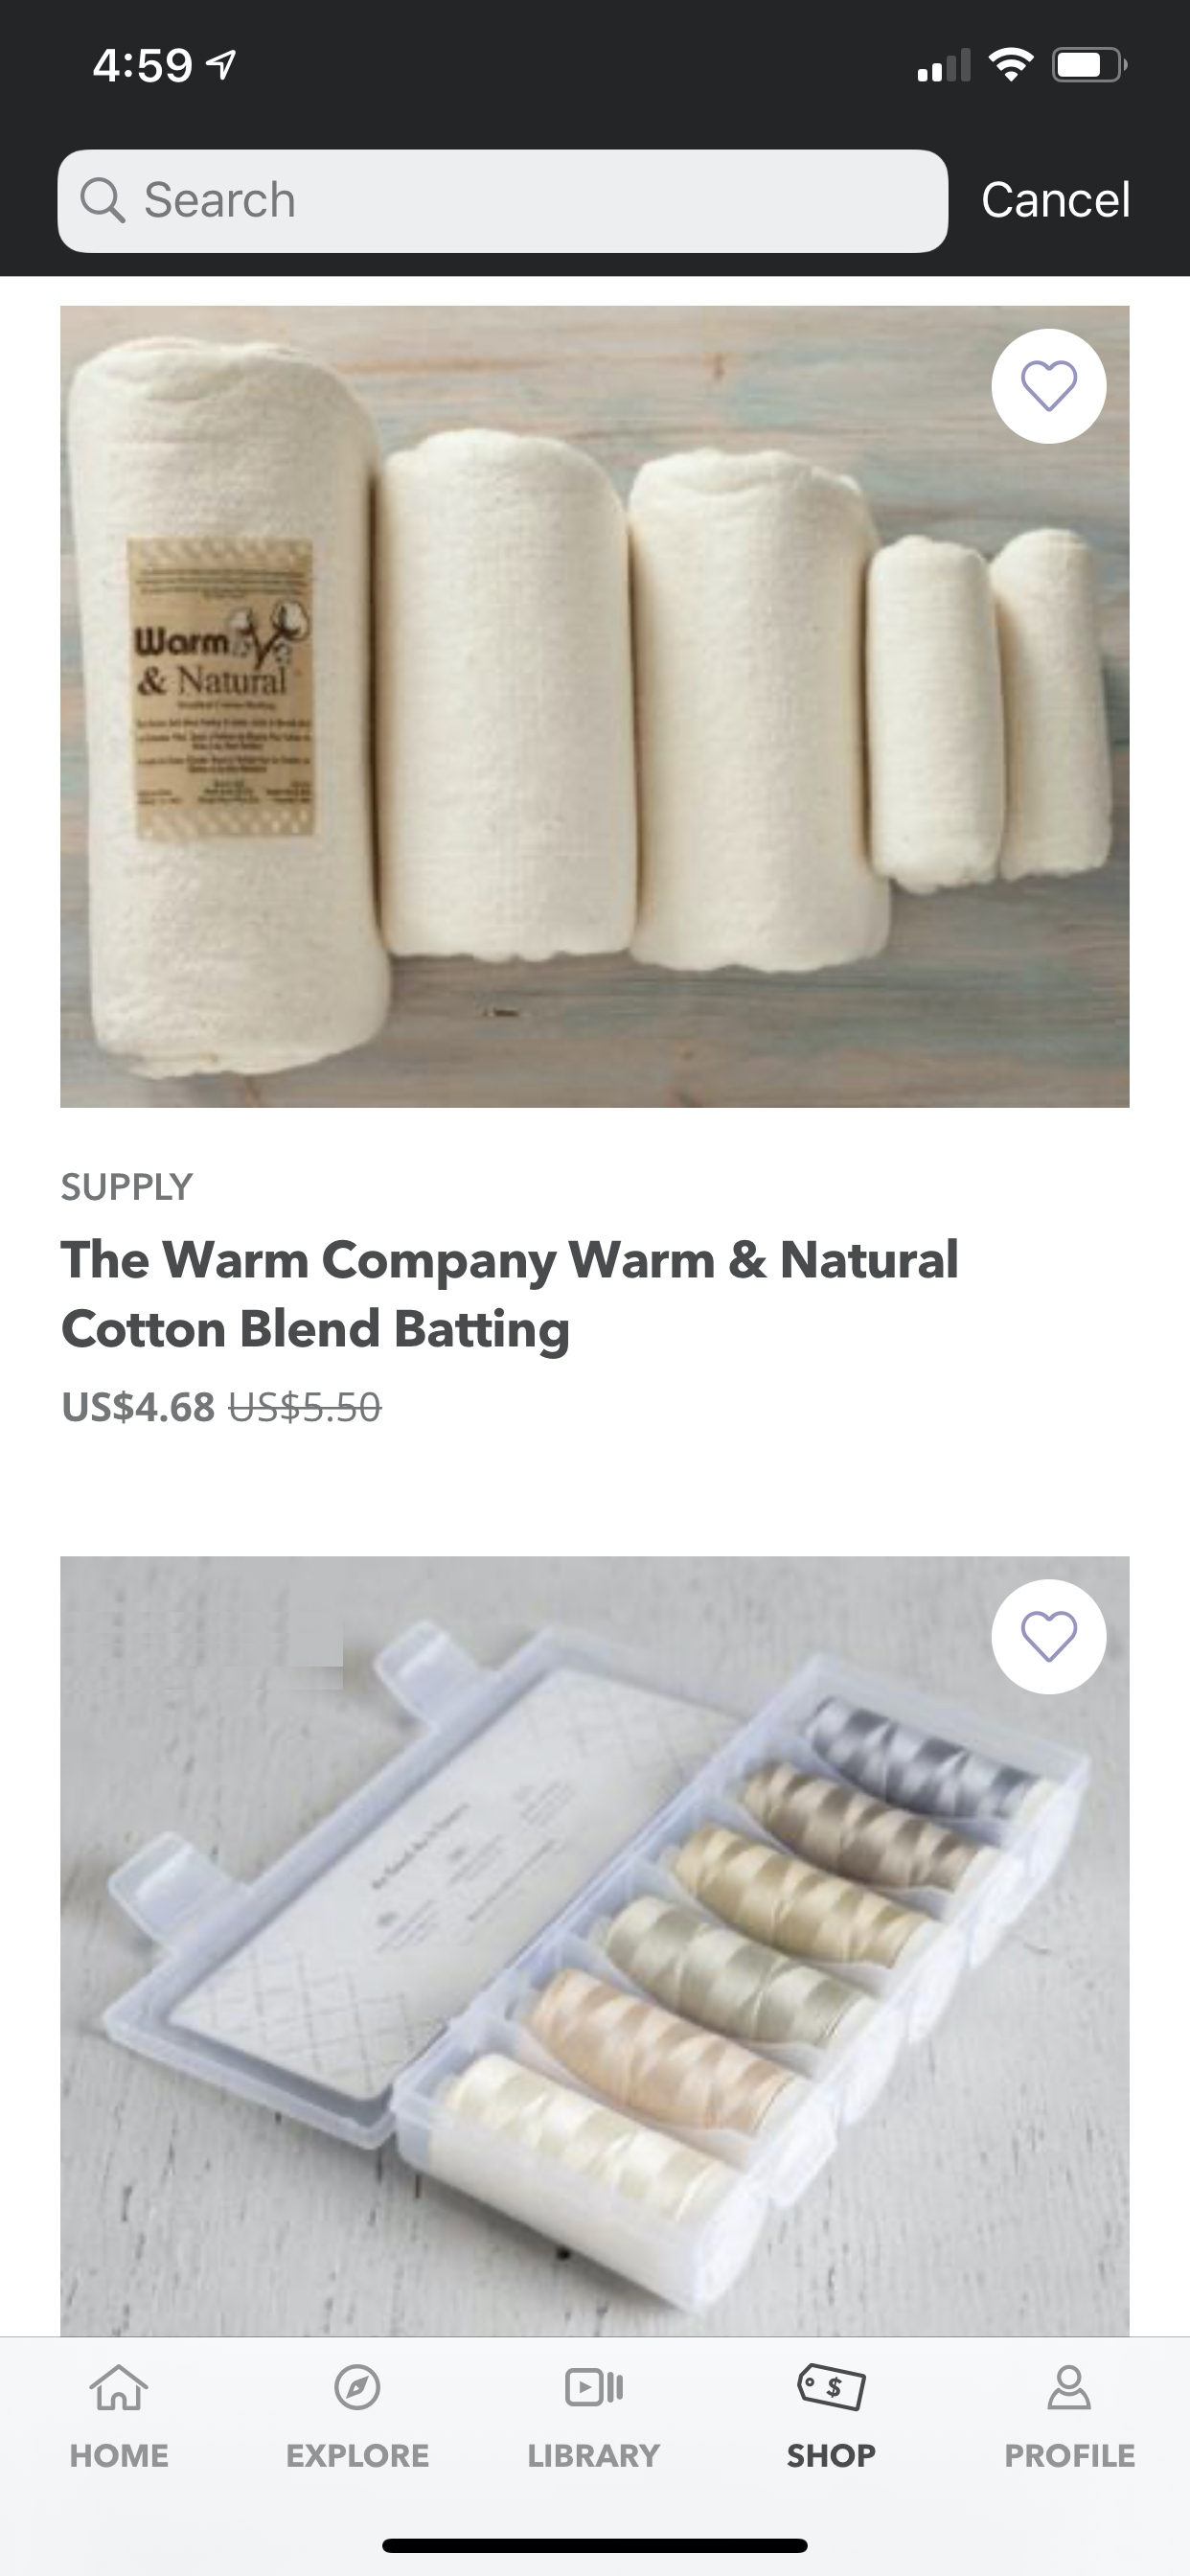 4:59
Search
Cancel
Warm
& Natural
SUPPLY
The Warm Company Warm & Natural
Cotton Blend Batting
US$4.68 US$5.50
$
HOME
EXPLORE
LIBRARY
SHOP
PROFILE